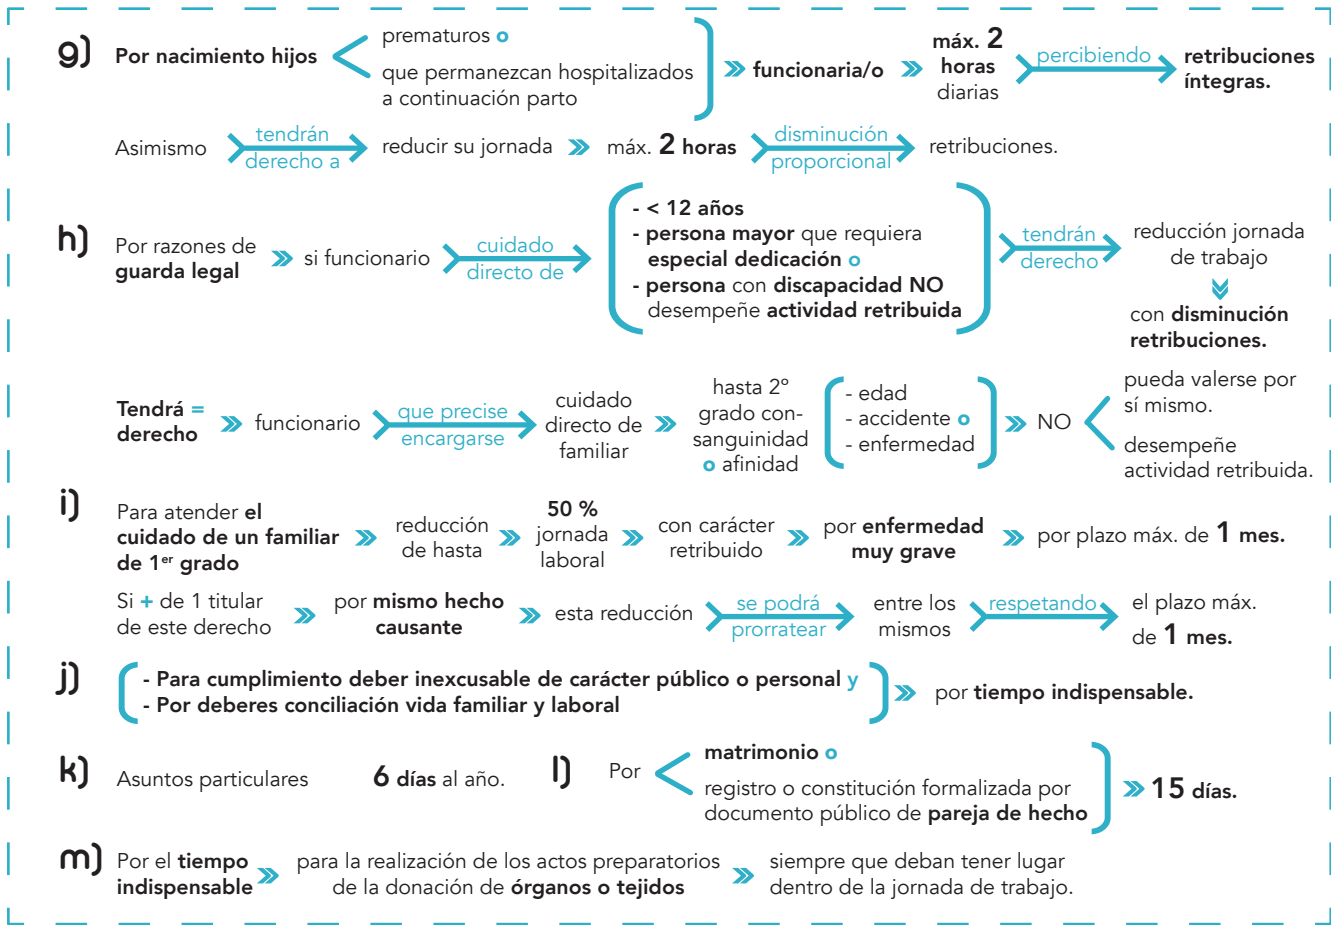 g) Por nacimiento hijos
prematuros o
que permanezcan hospitalizados
a continuación parto
funcionaria/o
máx. 2
horas
diarias
percibiendo
retribuciones
íntegras.
Asimismo
tendrán
derecho a
reducir su jornada
máx. 2 horas
disminución
proporcional
retribuciones.
h) Por razones de
guarda legal
si funcionario
cuidado
directo de
- < 12 años
- persona mayor que requiera
especial dedicación o
- persona con discapacidad NO
desempeñe actividad retribuida
tendrán
derecho
reducción jornada
de trabajo
con disminución
retribuciones.
Tendrá =
derecho
funcionario
que precise
encargarse
cuidado
directo de
familiar
hasta 2º
grado con-
sanguinidad
o afinidad
- edad
- accidente o
- enfermedad
NO
pueda valerse por
sí mismo.
desempeñe
actividad retribuida.
i) Para atender el
cuidado de un familiar
de 1er grado
reducción
de hasta
50 %
jornada
laboral
con carácter
retribuido
por enfermedad
muy grave
por plazo máx. de 1 mes.
Si + de 1 titular
de este derecho
por mismo hecho
causante
esta reducción
se podrá
prorratear
entre los
mismos
respetando
el plazo máx.
de 1 mes.
j) - Para cumplimiento deber inexcusable de carácter público o personal y
- Por deberes conciliación vida familiar y laboral
por tiempo indispensable.
k) Asuntos particulares 6 días al año.
l) Por
matrimonio o
registro o constitución formalizada por
documento público de pareja de hecho
15 días.
m) Por el tiempo
indispensable
para la realización de los actos preparatorios
de la donación de órganos o tejidos
siempre que deban tener lugar
dentro de la jornada de trabajo.